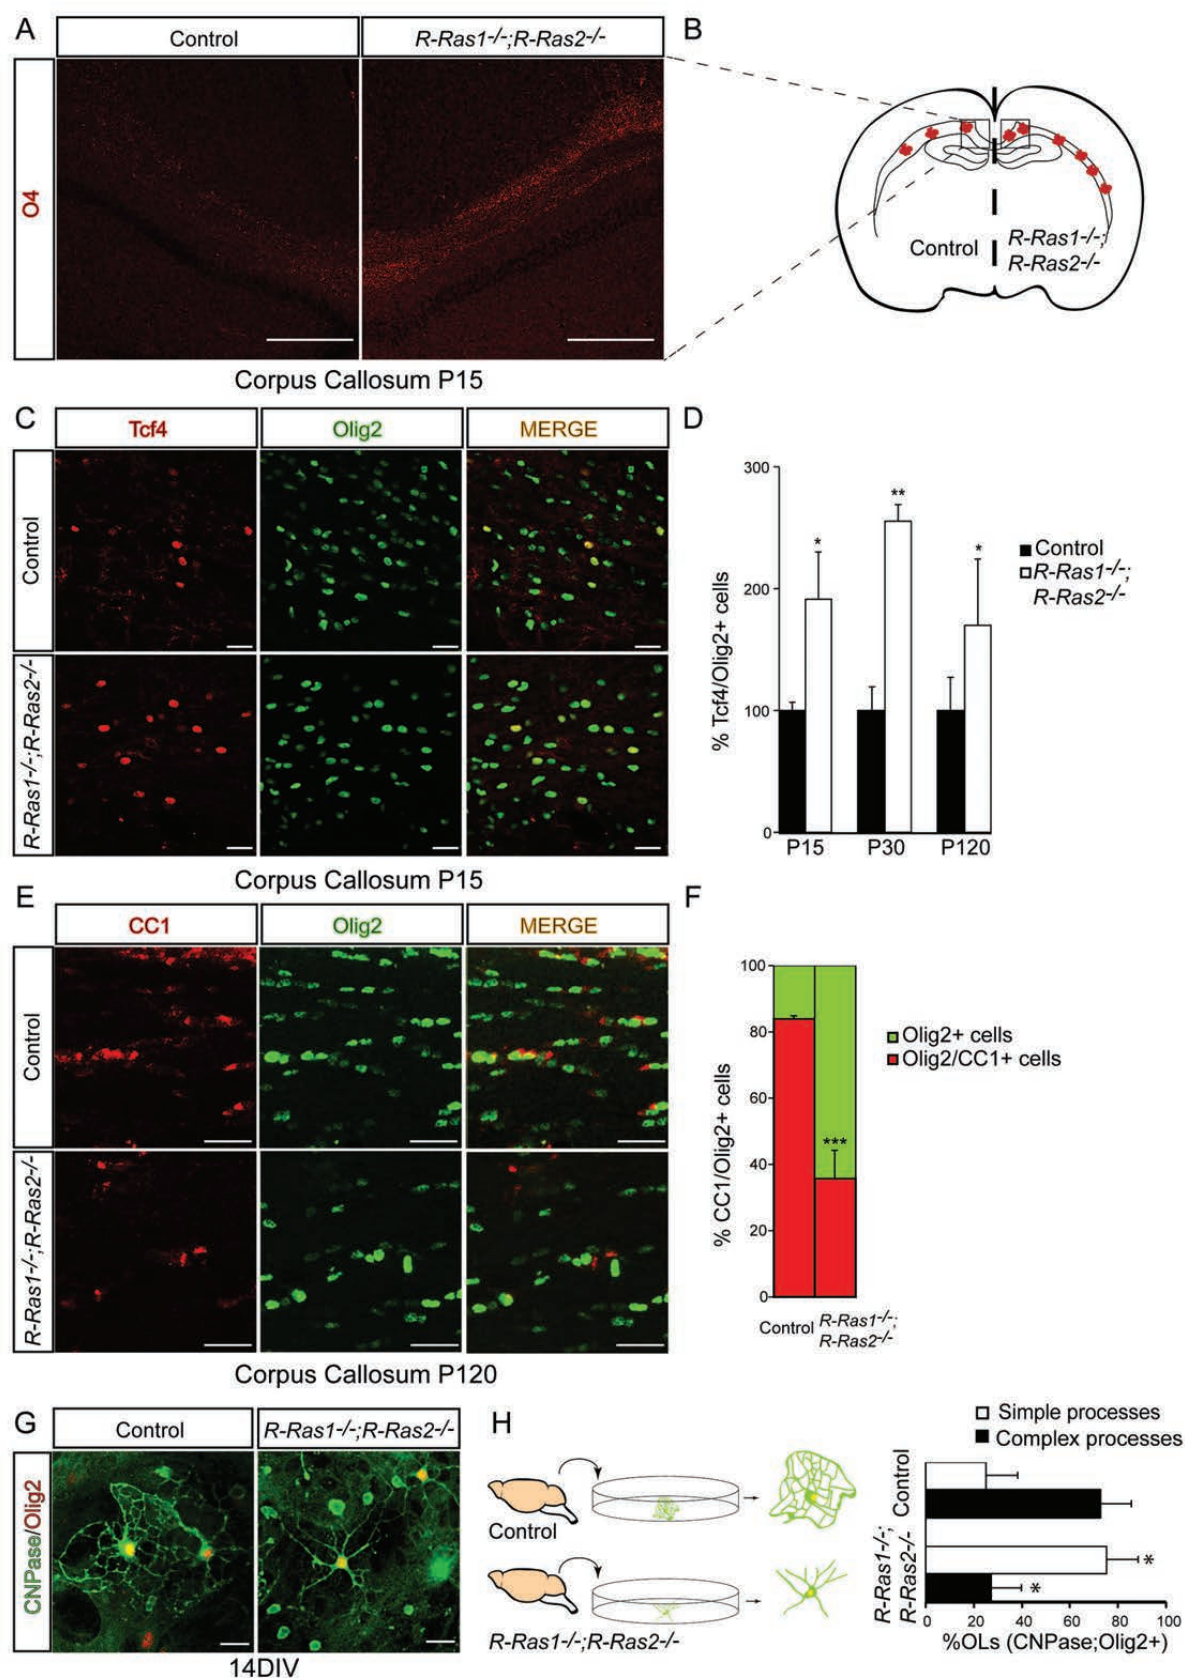 A
Control
R-Ras1-/-;R-Ras2-/-
B
O4
Control
R-Ras1-/-;
R-Ras2-/-
Corpus Callosum P15
C
Tcf4
Olig2
MERGE
D
Control
R-Ras1-/-;R-Ras2-/-
% Tcf4/Olig2+ cells
300
200
100
0
*
**
*
P15
P30
P120
Control
R-Ras1-/-;
R-Ras2-/-
Corpus Callosum P15
E
CC1
Olig2
MERGE
F
Control
R-Ras1-/-;R-Ras2-/-
% CC1/Olig2+ cells
100
80
60
40
20
0
***
Olig2+ cells
Olig2/CC1+ cells
Control
R-Ras1-/-;
R-Ras2-/-
Corpus Callosum P120
G
Control
R-Ras1-/-;R-Ras2-/-
CNPase/Olig2
14DIV
H
Control
R-Ras1-/-;R-Ras2-/-
Simple processes
Complex processes
Control
R-Ras1-/-;
R-Ras2-/-
*
*
0 20 40 60 80 100
%OLs (CNPase;Olig2+)